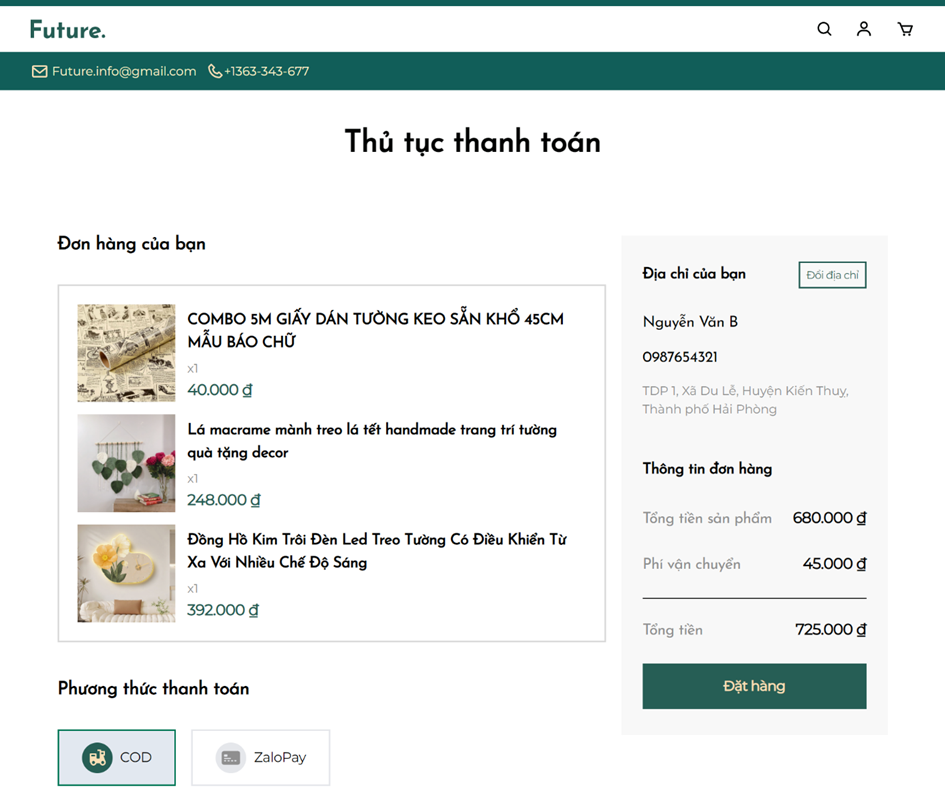 Future.
Future.info@gmail.com +1363-343-677
Thủ tục thanh toán
Đơn hàng của bạn
COMBO 5M GIẤY DÁN TƯỜNG KEO SẴN KHỔ 45CM
MẪU BÁO CHỮ
x1
40.000 ₫
Lá macrame mành treo lá tết handmade trang trí tường
quà tặng decor
x1
248.000 ₫
Đồng Hồ Kim Trôi Đèn Led Treo Tường Có Điều Khiển Từ
Xa Với Nhiều Chế Độ Sáng
x1
392.000 ₫
Phương thức thanh toán
COD
ZaloPay
Địa chỉ của bạn
Đổi địa chỉ
Nguyễn Văn B
0987654321
TDP 1, Xã Du Lễ, Huyện Kiến Thuỵ,
Thành phố Hải Phòng
Thông tin đơn hàng
Tổng tiền sản phẩm 680.000 ₫
Phí vận chuyển 45.000 ₫
Tổng tiền 725.000 ₫
Đặt hàng